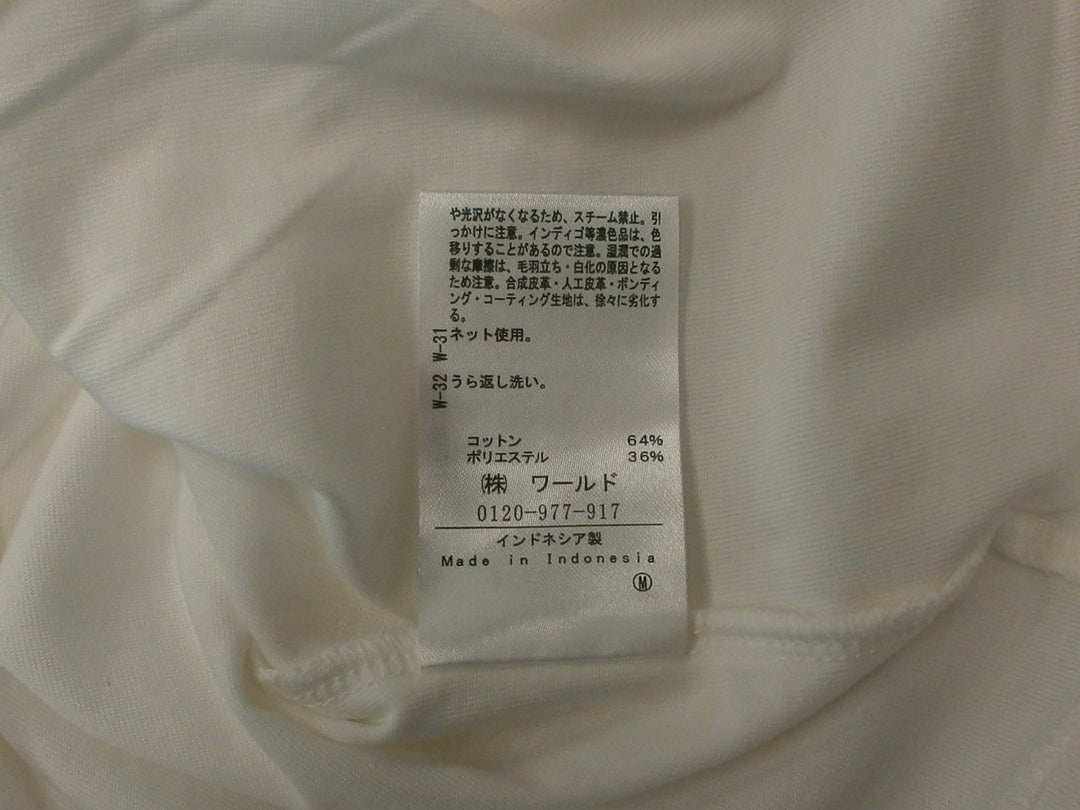 や光沢がなくなるため、スチーム禁止。引
っかけに注意。インディゴ等濃色品は、色
移りすることがあるので注意。湿潤での過
剰な摩擦は、毛羽立ち・白化の原因となる
ため注意。合成皮革・人工皮革・ボンディ
ング・コーティング生地は、徐々に劣化す
る。
W-31 ネット使用。
W-32 うら返し洗い。
コットン 64%
ポリエステル 36%
㈱ ワールド
0120-977-917
インドネシア製
Made in Indonesia
Ⓜ